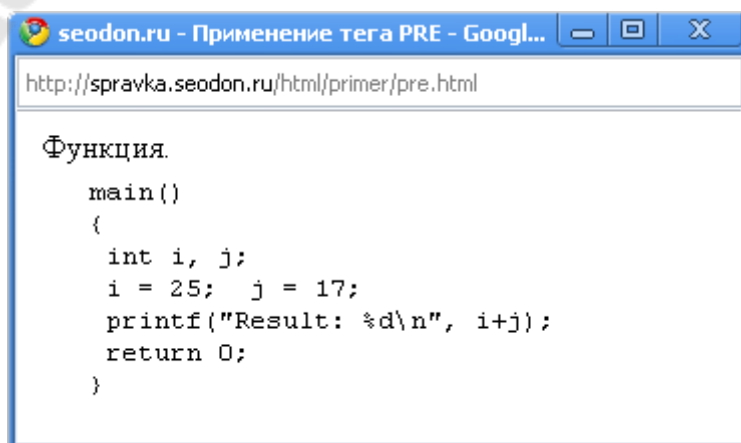 seodon.ru - Применение тега PRE - Googl...
http://spravka.seodon.ru/html/primer/pre.html
Функция.
main()
{
int i, j;
i = 25;  j = 17;
printf("Result: %d\n", i+j);
return 0;
}